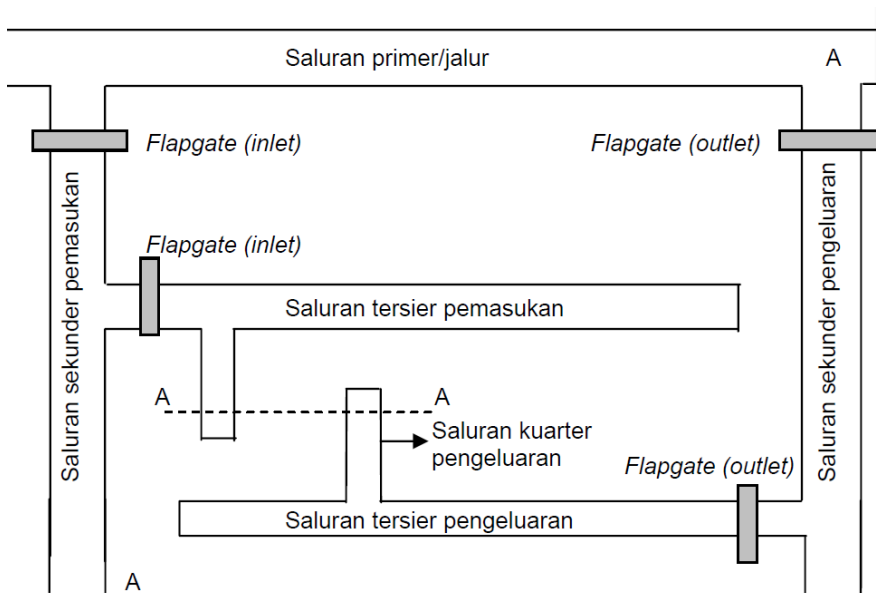 Saluran primer/jalur
A
Flapgate (inlet)
Flapgate (outlet)
Saluran sekunder pemasukan
Saluran sekunder pengeluaran
Flapgate (inlet)
Saluran tersier pemasukan
A
A
Saluran kuarter
pengeluaran
Flapgate (outlet)
Saluran tersier pengeluaran
A